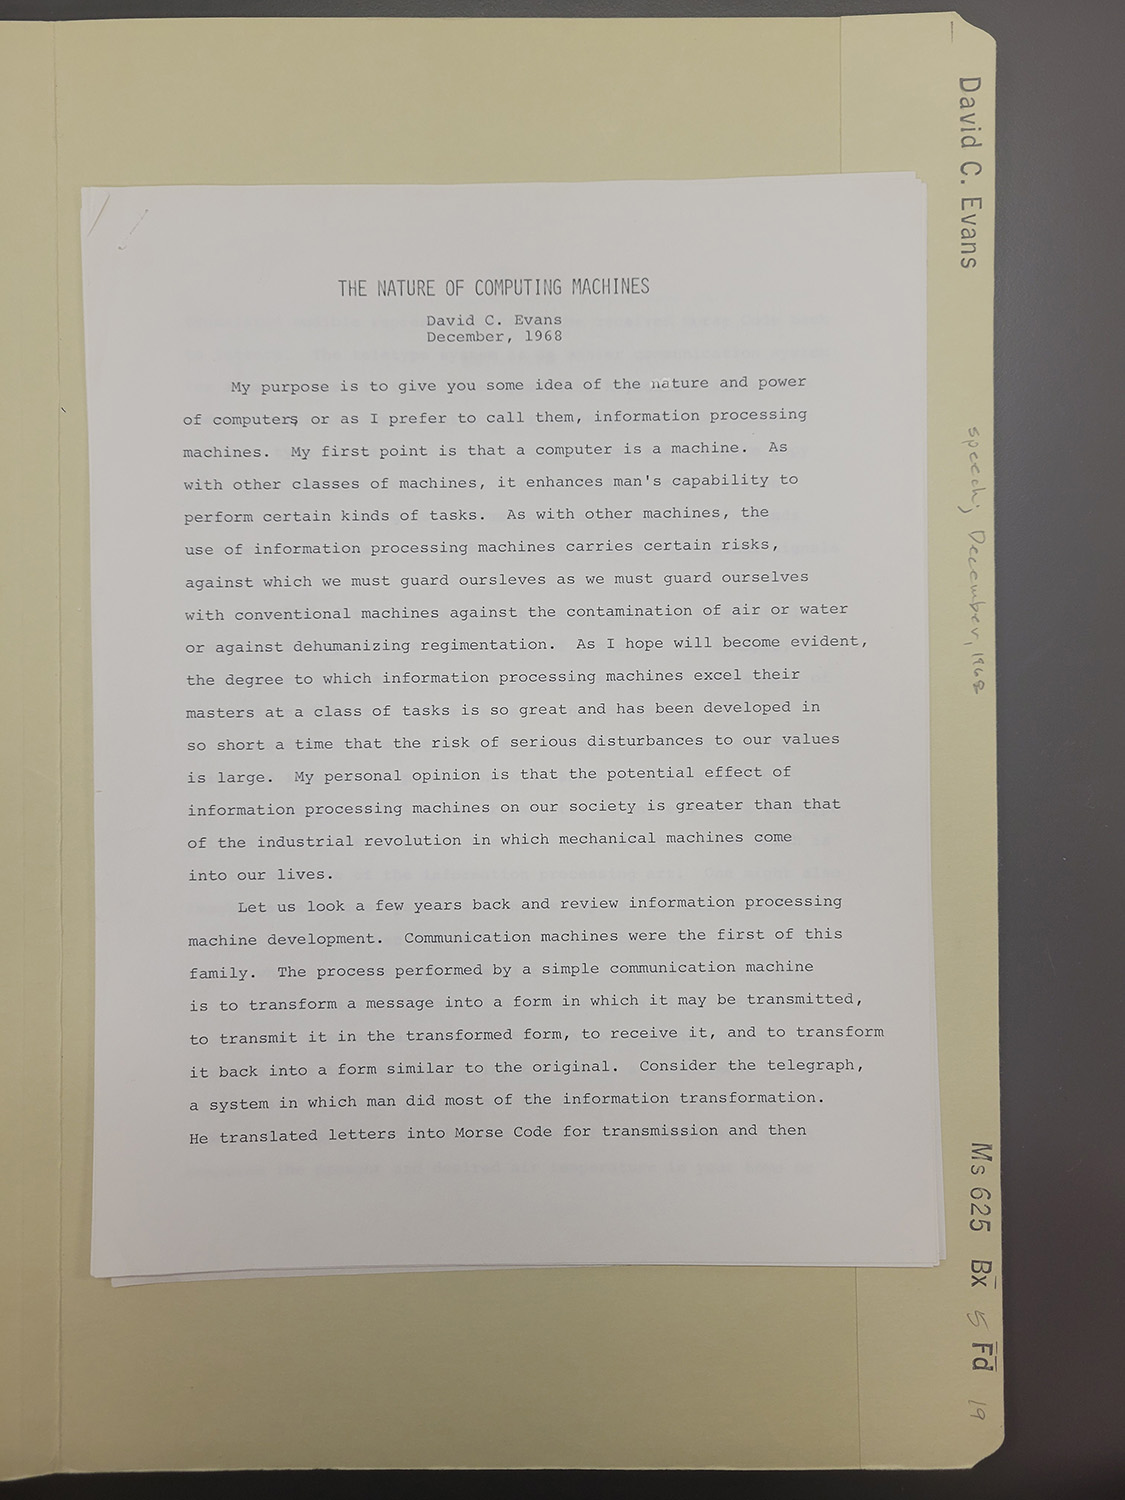 THE NATURE OF COMPUTING MACHINES
David C. Evans
December, 1968
My purpose is to give you some idea of the nature and power
of computers or as I prefer to call them, information processing
machines.  My first point is that a computer is a machine.  As
with other classes of machines, it enhances man's capability to
perform certain kinds of tasks.  As with other machines, the
use of information processing machines carries certain risks,
against which we must guard oursleves as we must guard ourselves
with conventional machines against the contamination of air or water
or against dehumanizing regimentation.  As I hope will become evident,
the degree to which information processing machines excel their
masters at a class of tasks is so great and has been developed in
so short a time that the risk of serious disturbances to our values
is large.  My personal opinion is that the potential effect of
information processing machines on our society is greater than that
of the industrial revolution in which mechanical machines come
into our lives.
Let us look a few years back and review information processing
machine development.  Communication machines were the first of this
family.  The process performed by a simple communication machine
is to transform a message into a form in which it may be transmitted,
to transmit it in the transformed form, to receive it, and to transform
it back into a form similar to the original.  Consider the telegraph,
a system in which man did most of the information transformation.
He translated letters into Morse Code for transmission and then
David C. Evans
speech; December, 1968
Ms 625 Bx 5 Fd 19